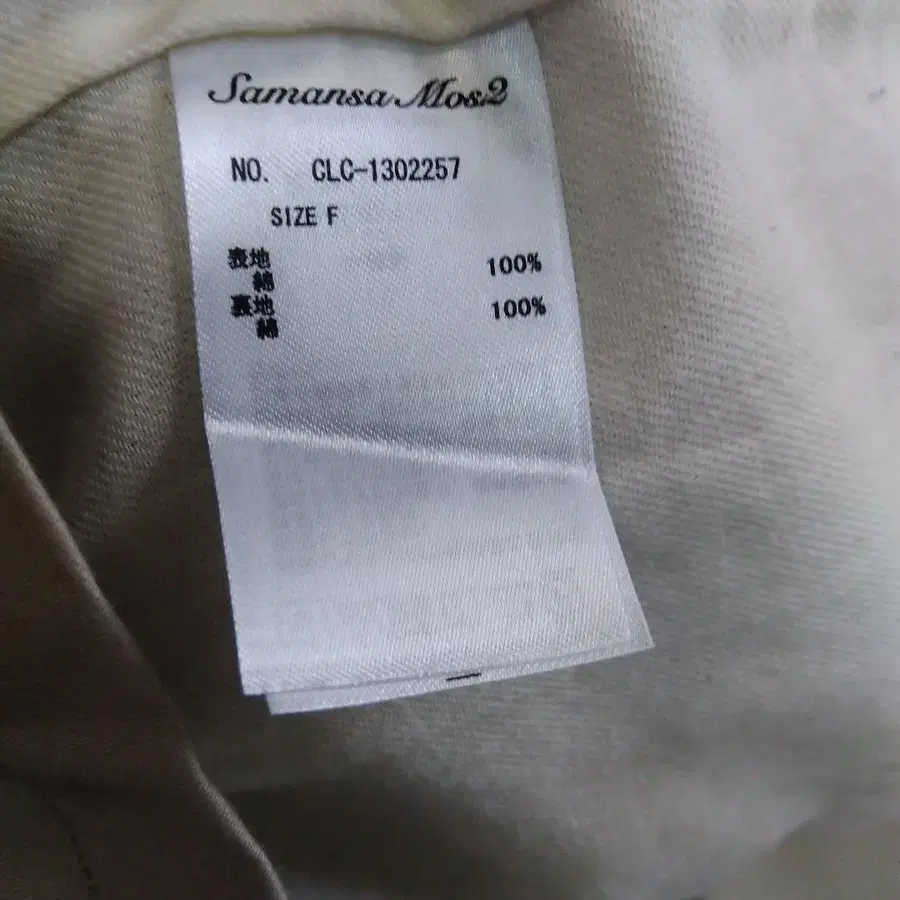 Samansa Mos2
NO. CLC-1302257
SIZE F
表地
綿 100%
裏地
綿 100%